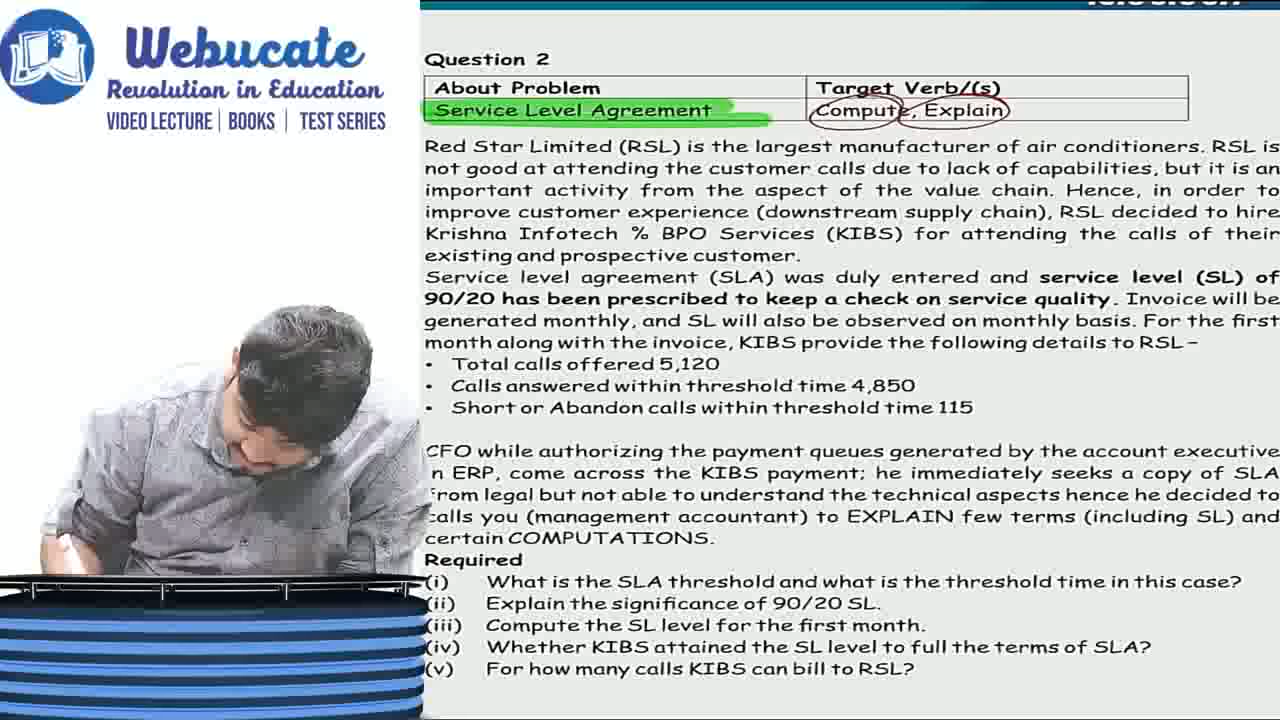 Webucate
Revolution in Education
VIDEO LECTURE | BOOKS | TEST SERIES
Question 2
About Problem Target Verb/(s)
Service Level Agreement Compute, Explain
Red Star Limited (RSL) is the largest manufacturer of air conditioners. RSL is
not good at attending the customer calls due to lack of capabilities, but it is an
important activity from the aspect of the value chain. Hence, in order to
improve customer experience (downstream supply chain), RSL decided to hire
Krishna Infotech % BPO Services (KIBS) for attending the calls of their
existing and prospective customer.
Service level agreement (SLA) was duly entered and service level (SL) of
90/20 has been prescribed to keep a check on service quality. Invoice will be
generated monthly, and SL will also be observed on monthly basis. For the first
month along with the invoice, KIBS provide the following details to RSL–
• Total calls offered 5,120
• Calls answered within threshold time 4,850
• Short or Abandon calls within threshold time 115
CFO while authorizing the payment queues generated by the account executive
in ERP, come across the KIBS payment; he immediately seeks a copy of SLA
from legal but not able to understand the technical aspects hence he decided to
calls you (management accountant) to EXPLAIN few terms (including SL) and
certain COMPUTATIONS.
Required
(i) What is the SLA threshold and what is the threshold time in this case?
(ii) Explain the significance of 90/20 SL.
(iii) Compute the SL level for the first month.
(iv) Whether KIBS attained the SL level to full the terms of SLA?
(v) For how many calls KIBS can bill to RSL?